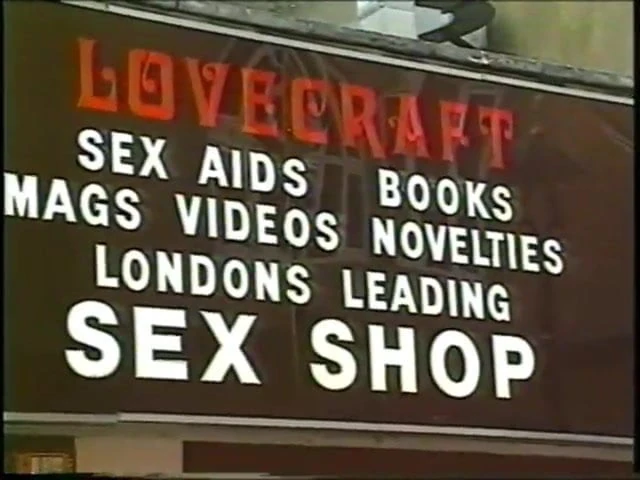 LOVECRAFT
SEX AIDS BOOKS
MAGS VIDEOS NOVELTIES
LONDONS LEADING
SEX SHOP